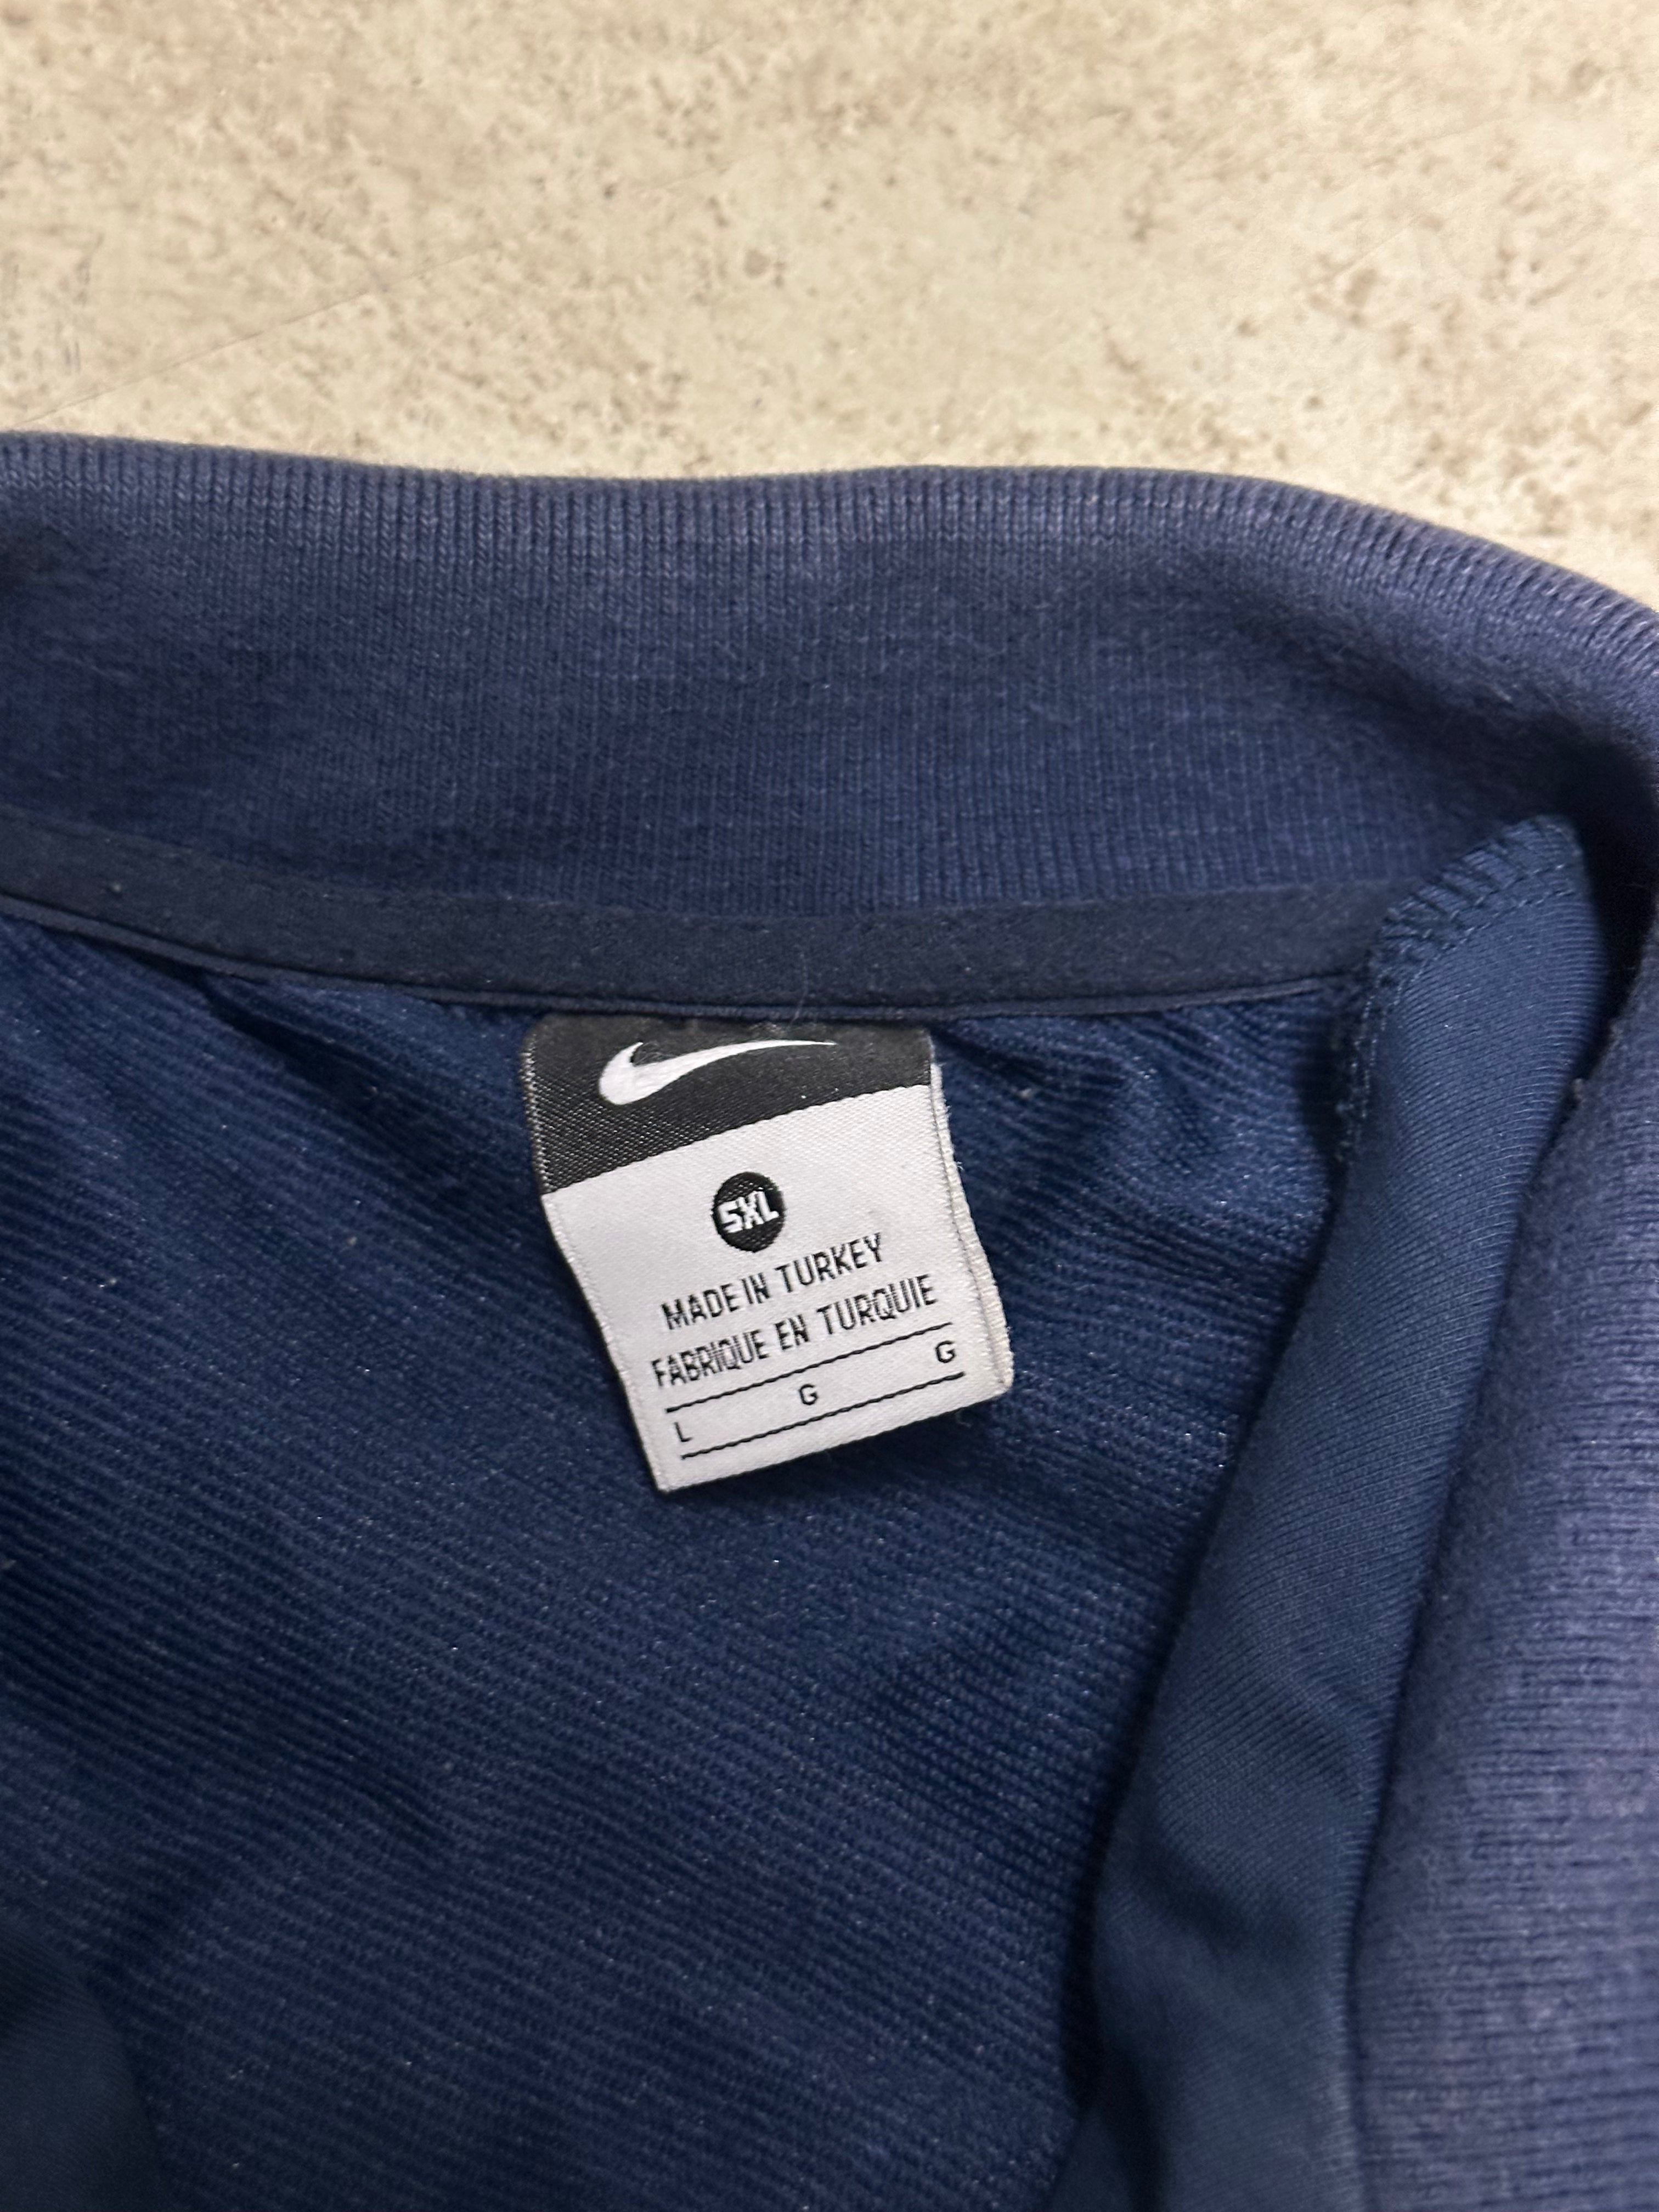 5XL
MADE IN TURKEY
FABRIQUE EN TURQUIE
L G G